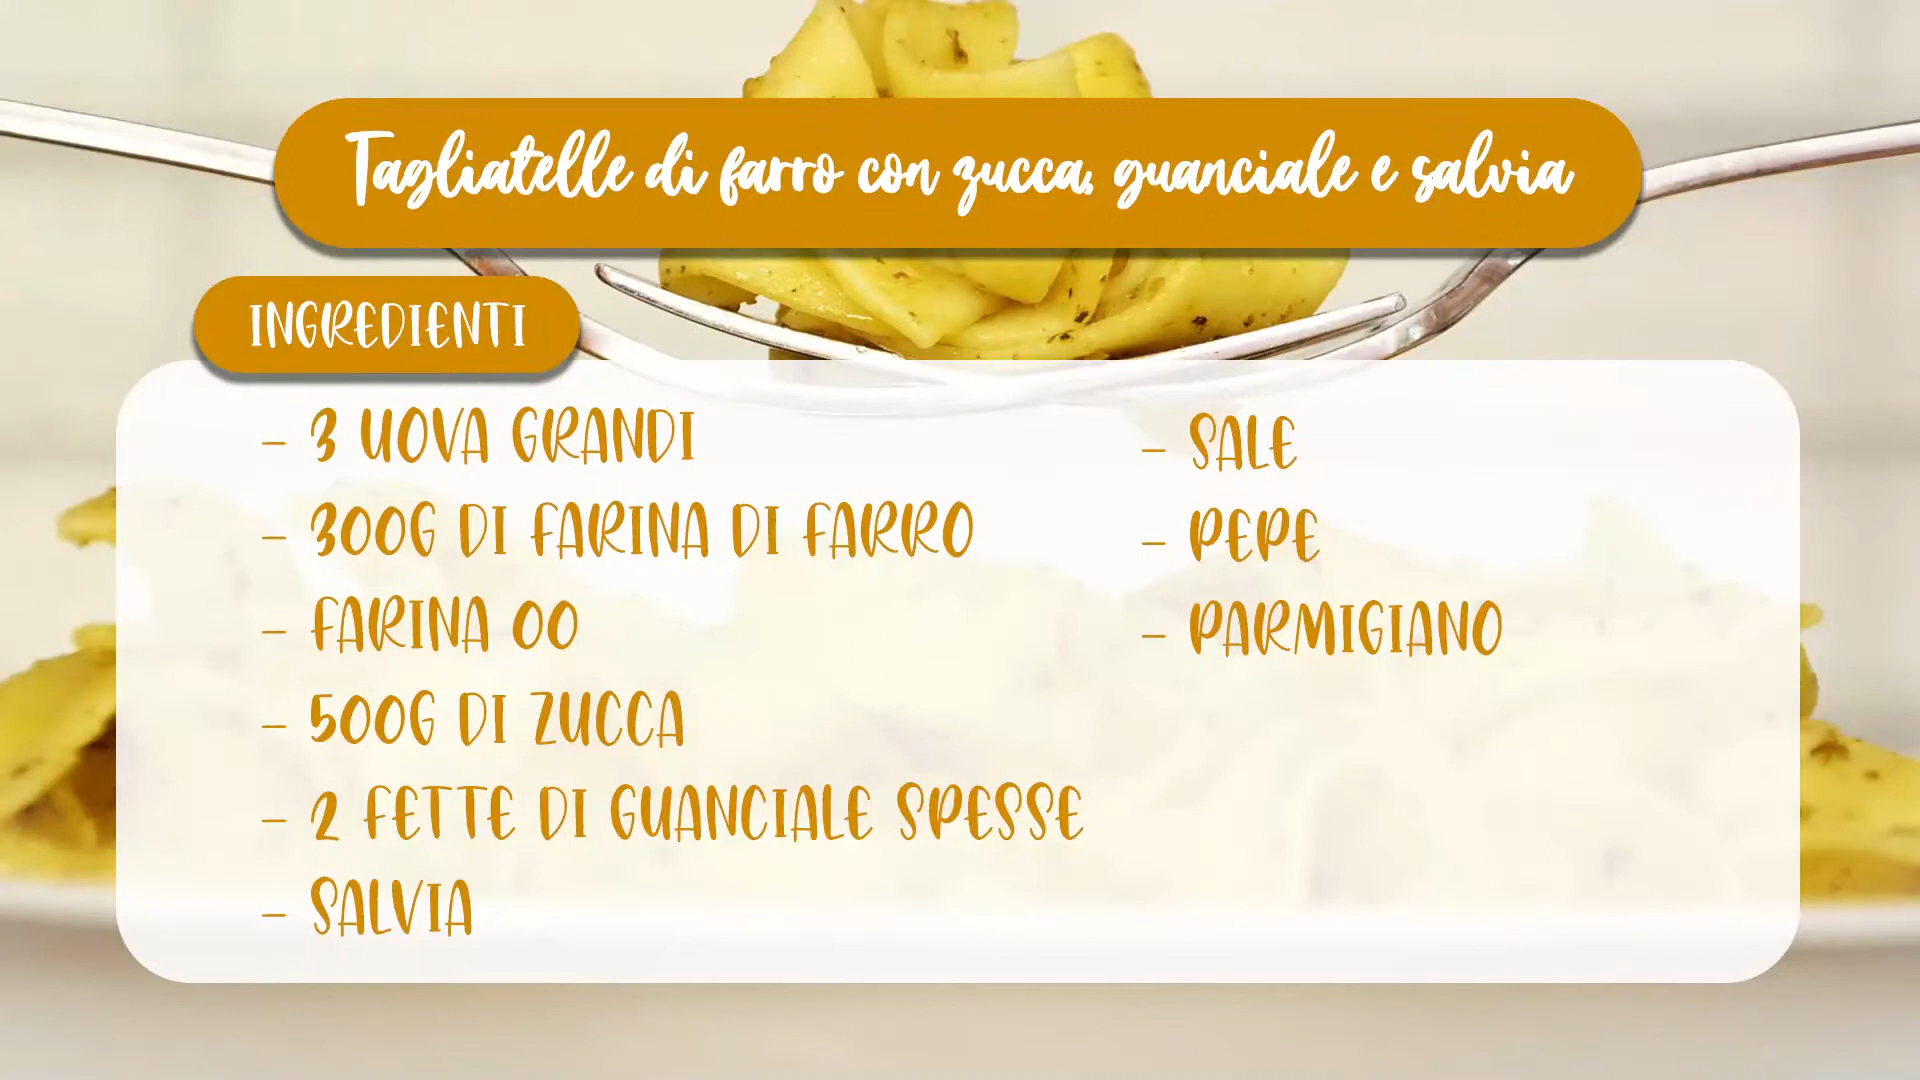 Tagliatelle di farro con zucca, guanciale e salvia
INGREDIENTI
- 3 UOVA GRANDI
- 300G DI FARINA DI FARRO
- FARINA 00
- 500G DI ZUCCA
- 2 FETTE DI GUANCIALE SPESSE
- SALVIA
- SALE
- PEPE
- PARMIGIANO